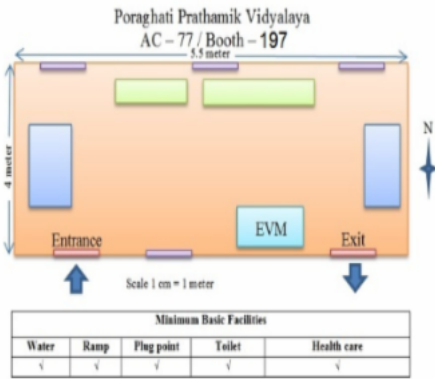 Poraghati Prathamik Vidyalaya
AC – 77 / Booth – 197
5.5 meter
4 meter
N
EVM
Entrance
Exit
Scale 1 cm = 1 meter
Minimum Basic Facilities
Water Ramp Plug point Toilet Health care
√ √ √ √ √